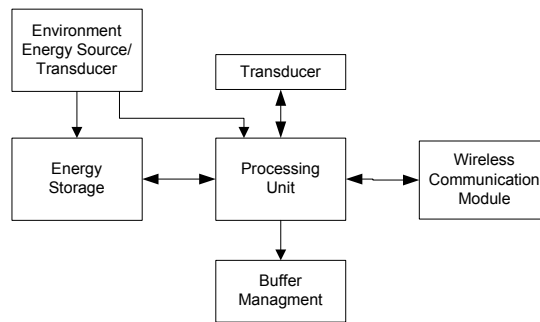 Environment
Energy Source/
Transducer
Transducer
Energy
Storage
Processing
Unit
Wireless
Communication
Module
Buffer
Managment